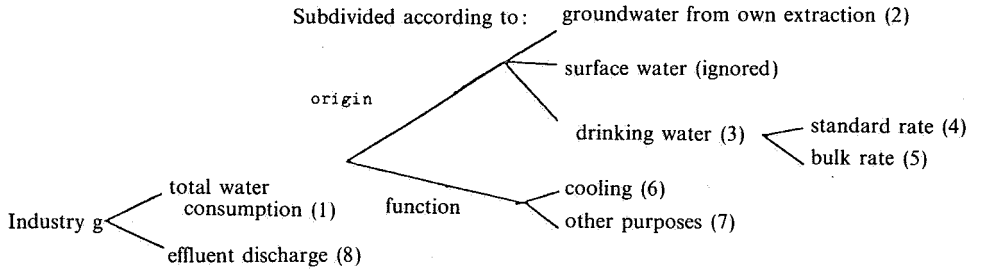 Subdivided according to: groundwater from own extraction (2)
surface water (ignored)
origin
drinking water (3) standard rate (4)
bulk rate (5)
total water
consumption (1)
cooling (6)
function
other purposes (7)
Industry g
effluent discharge (8)